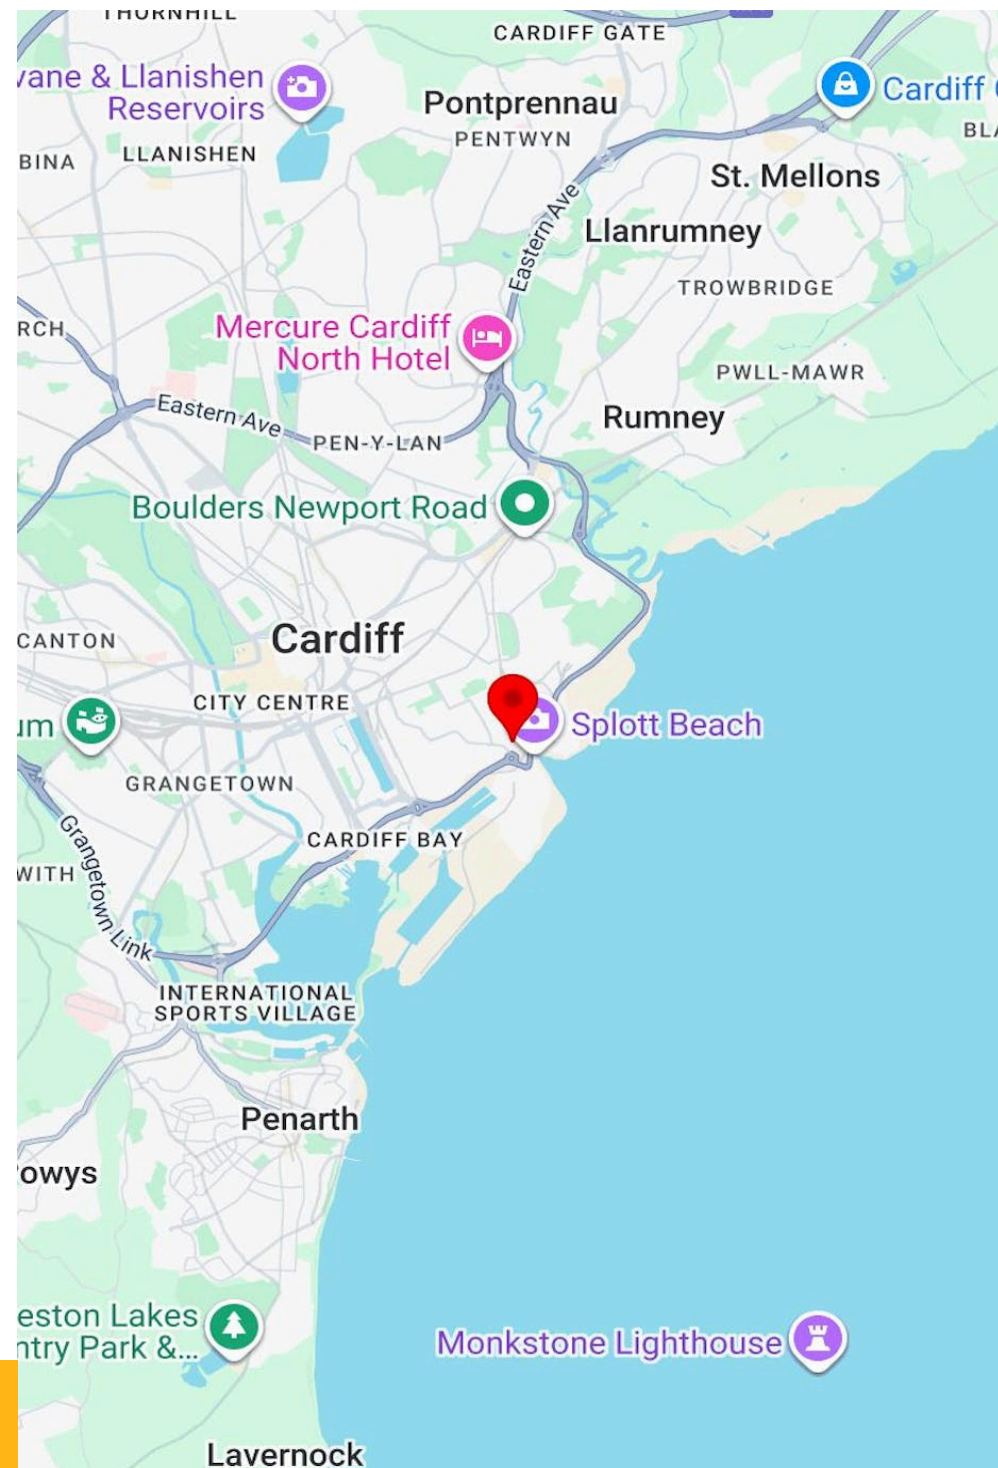 THORNHILL
CARDIFF GATE
vane & Llanishen
Reservoirs
Pontprennau
PENTWYN
Cardiff
BLA
BINA
LLANISHEN
St. Mellons
Eastern Ave
Llanrumney
TROWBRIDGE
RCH
Mercure Cardiff
North Hotel
PWLL-MAWR
Eastern Ave
PEN-Y-LAN
Rumney
Boulders Newport Road
CANTON
Cardiff
CITY CENTRE
um
Splott Beach
GRANGETOWN
CARDIFF BAY
WITH
Grangetown Link
INTERNATIONAL
SPORTS VILLAGE
Penarth
owys
eston Lakes
ntry Park &...
Monkstone Lighthouse
Lavernock